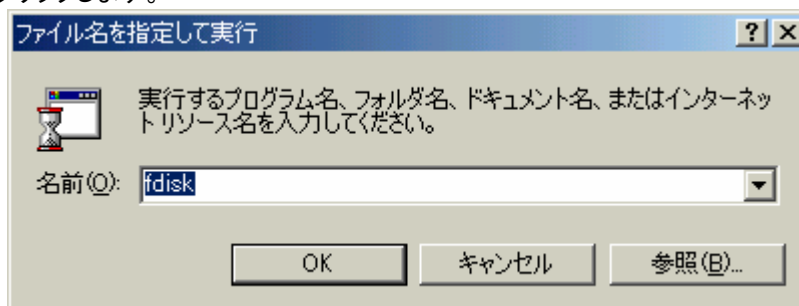 ファイル名を指定して実行
実行するプログラム名、フォルダ名、ドキュメント名、またはインターネッ
トリソース名を入力してください。
名前(O):
fdisk
OK
キャンセル
参照(B)...